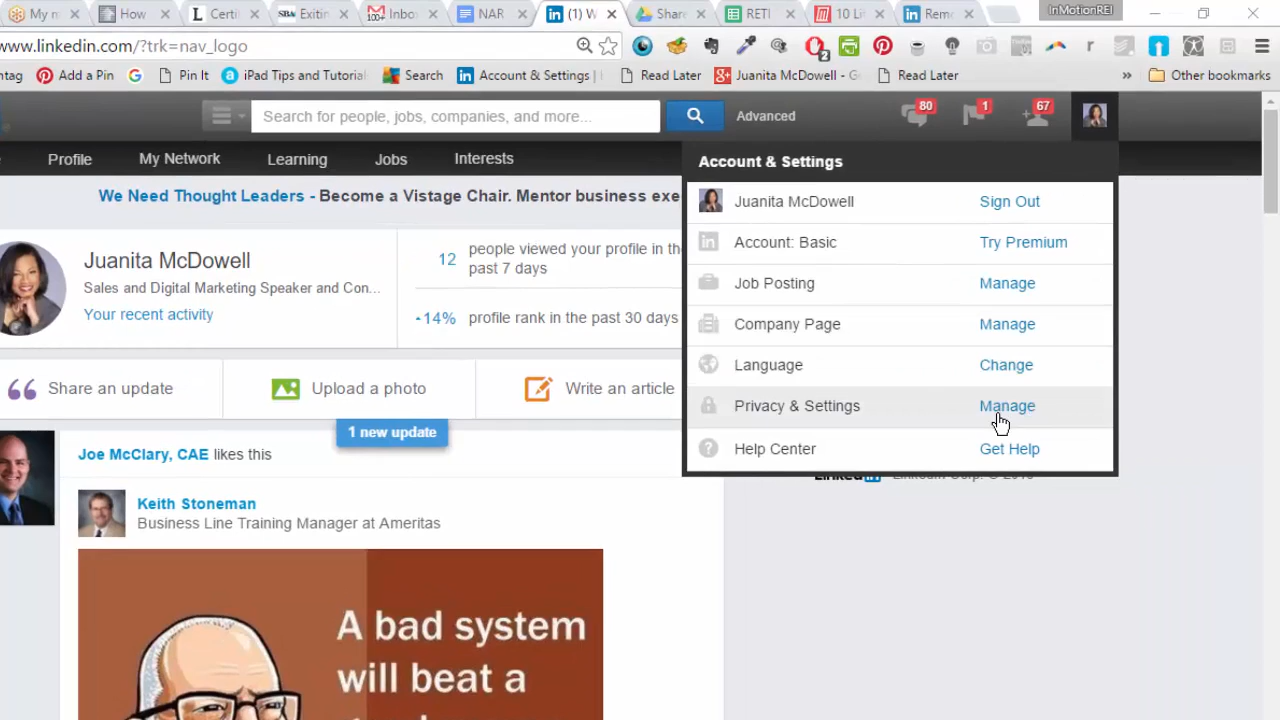 My n
How
Certi
SBA
Exitin
Inbo
NAR
(1) W
Share
RETI
10 Li
Rem
InMotionREI
ww.linkedin.com/?trk=nav_logo
2
ntag
Add a Pin
Pin It
iPad Tips and Tutorial
Search
Account & Settings |
Read Later
Juanita McDowell - G
Read Later
»
Other bookmarks
Search for people, jobs, companies, and more...
Advanced
80
1
67
Profile
My Network
Learning
Jobs
Interests
Account & Settings
We Need Thought Leaders - Become a Vistage Chair. Mentor business exe
Juanita McDowell
Sign Out
Account: Basic
Try Premium
Job Posting
Manage
Company Page
Manage
Language
Change
Privacy & Settings
Manage
Help Center
Get Help
Juanita McDowell
Sales and Digital Marketing Speaker and Con...
Your recent activity
12
people viewed your profile in the
past 7 days
14%
profile rank in the past 30 days
Share an update
Upload a photo
Write an article
1 new update
Joe McClary, CAE likes this
Keith Stoneman
Business Line Training Manager at Ameritas
A bad system
will beat a